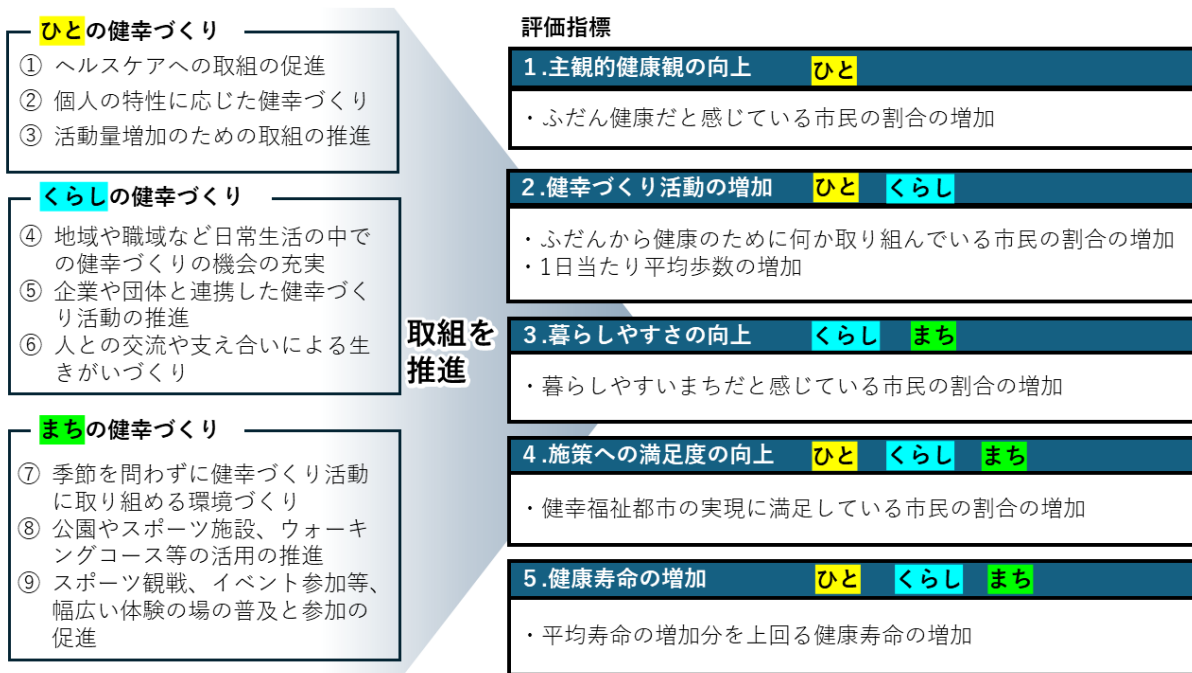 ひとの健幸づくり
① ヘルスケアへの取組の促進
② 個人の特性に応じた健幸づくり
③ 活動量増加のための取組の推進
くらしの健幸づくり
④ 地域や職域など日常生活の中で
の健幸づくりの機会の充実
⑤ 企業や団体と連携した健幸づく
り活動の推進
⑥ 人との交流や支え合いによる生
きがいづくり
まちの健幸づくり
⑦ 季節を問わずに健幸づくり活動
に取り組める環境づくり
⑧ 公園やスポーツ施設、ウォーキ
ングコース等の活用の推進
⑨ スポーツ観戦、イベント参加等、
幅広い体験の場の普及と参加の
促進
取組を
推進
評価指標
1.主観的健康観の向上 ひと
・ふだん健康だと感じている市民の割合の増加
2.健幸づくり活動の増加 ひと くらし
・ふだんから健康のために何か取り組んでいる市民の割合の増加
・1日当たり平均歩数の増加
3.暮らしやすさの向上 くらし まち
・暮らしやすいまちだと感じている市民の割合の増加
4.施策への満足度の向上 ひと くらし まち
・健幸福祉都市の実現に満足している市民の割合の増加
5.健康寿命の増加 ひと くらし まち
・平均寿命の増加分を上回る健康寿命の増加